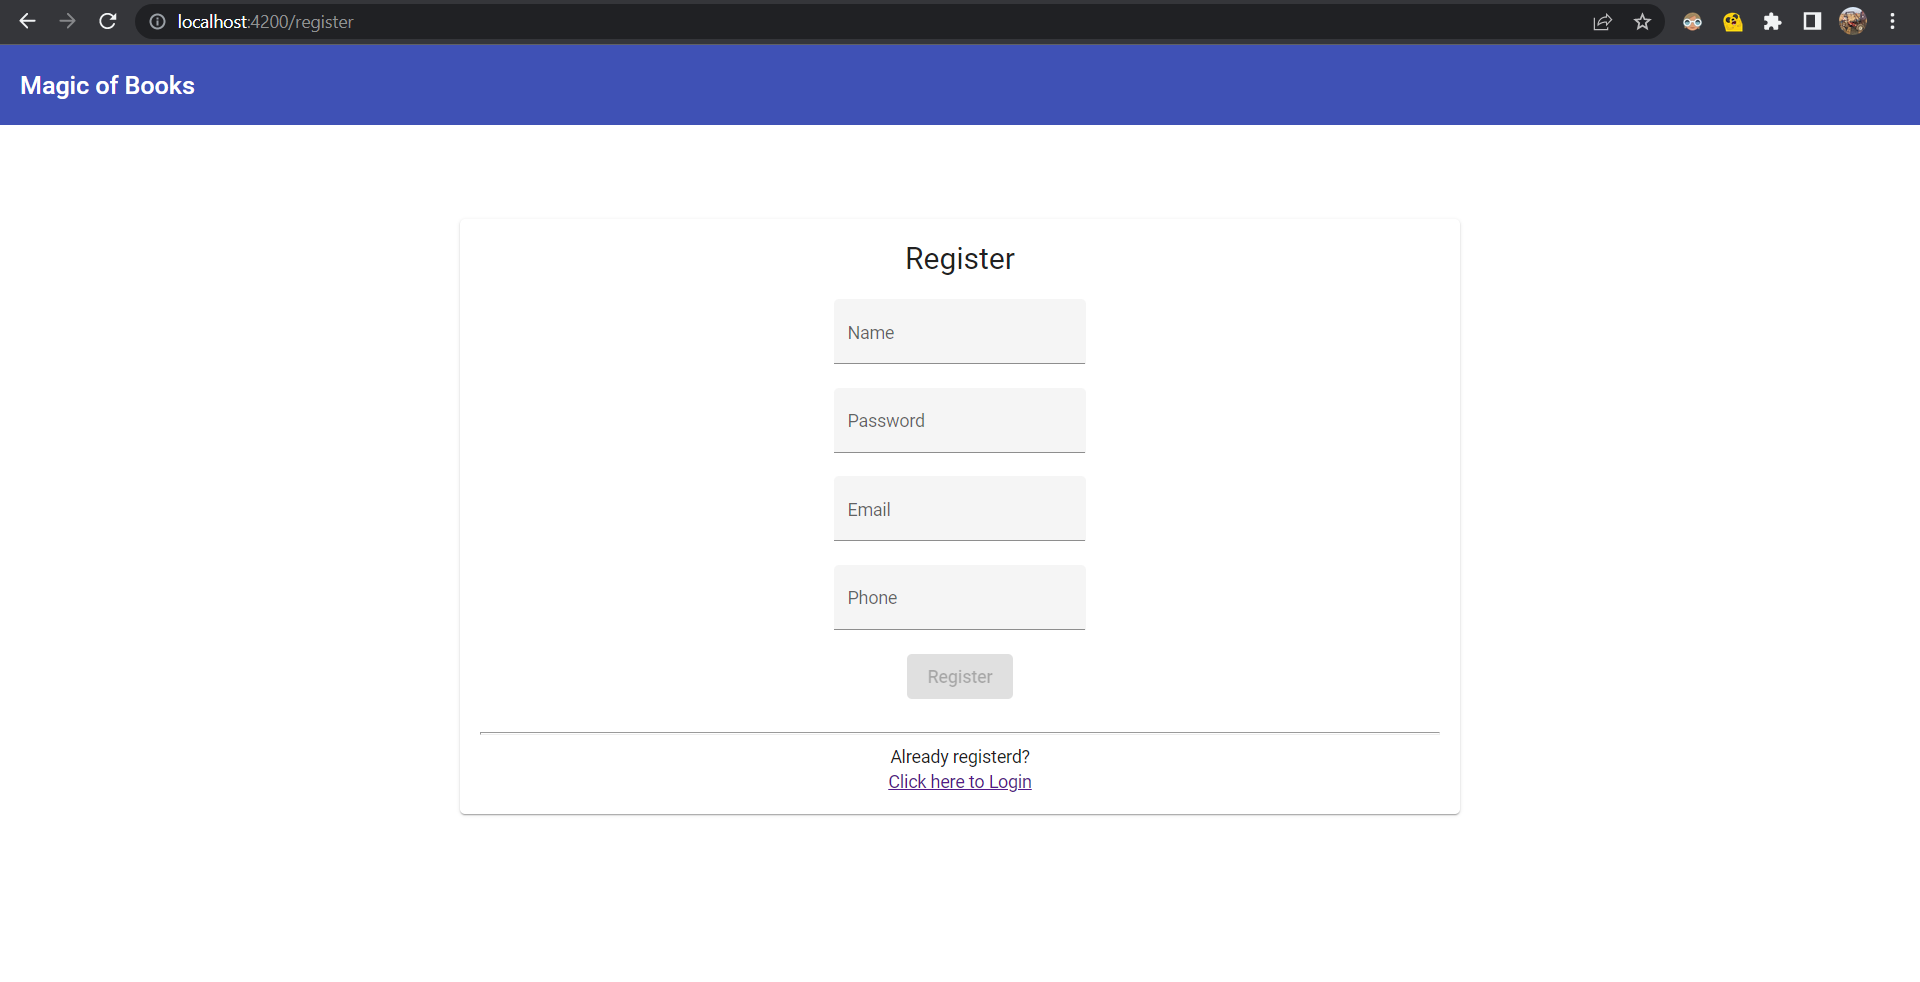 localhost:4200/register
Magic of Books
Register
Name
Password
Email
Phone
Register
Already registerd?
Click here to Login